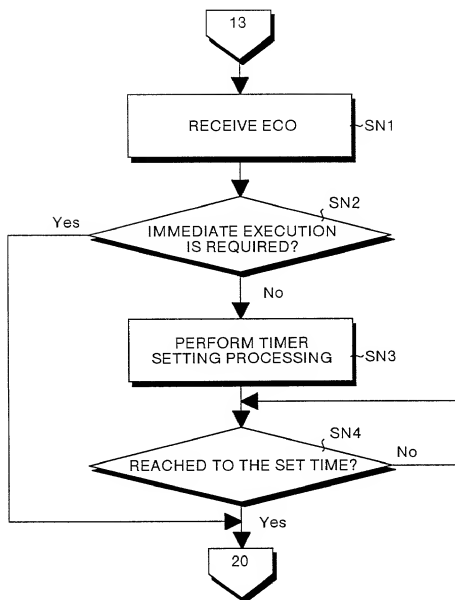 13
RECEIVE ECO
SN1
SN2
Yes
IMMEDIATE EXECUTION
IS REQUIRED?
No
PERFORM TIMER
SETTING PROCESSING
SN3
SN4
REACHED TO THE SET TIME?
No
Yes
20